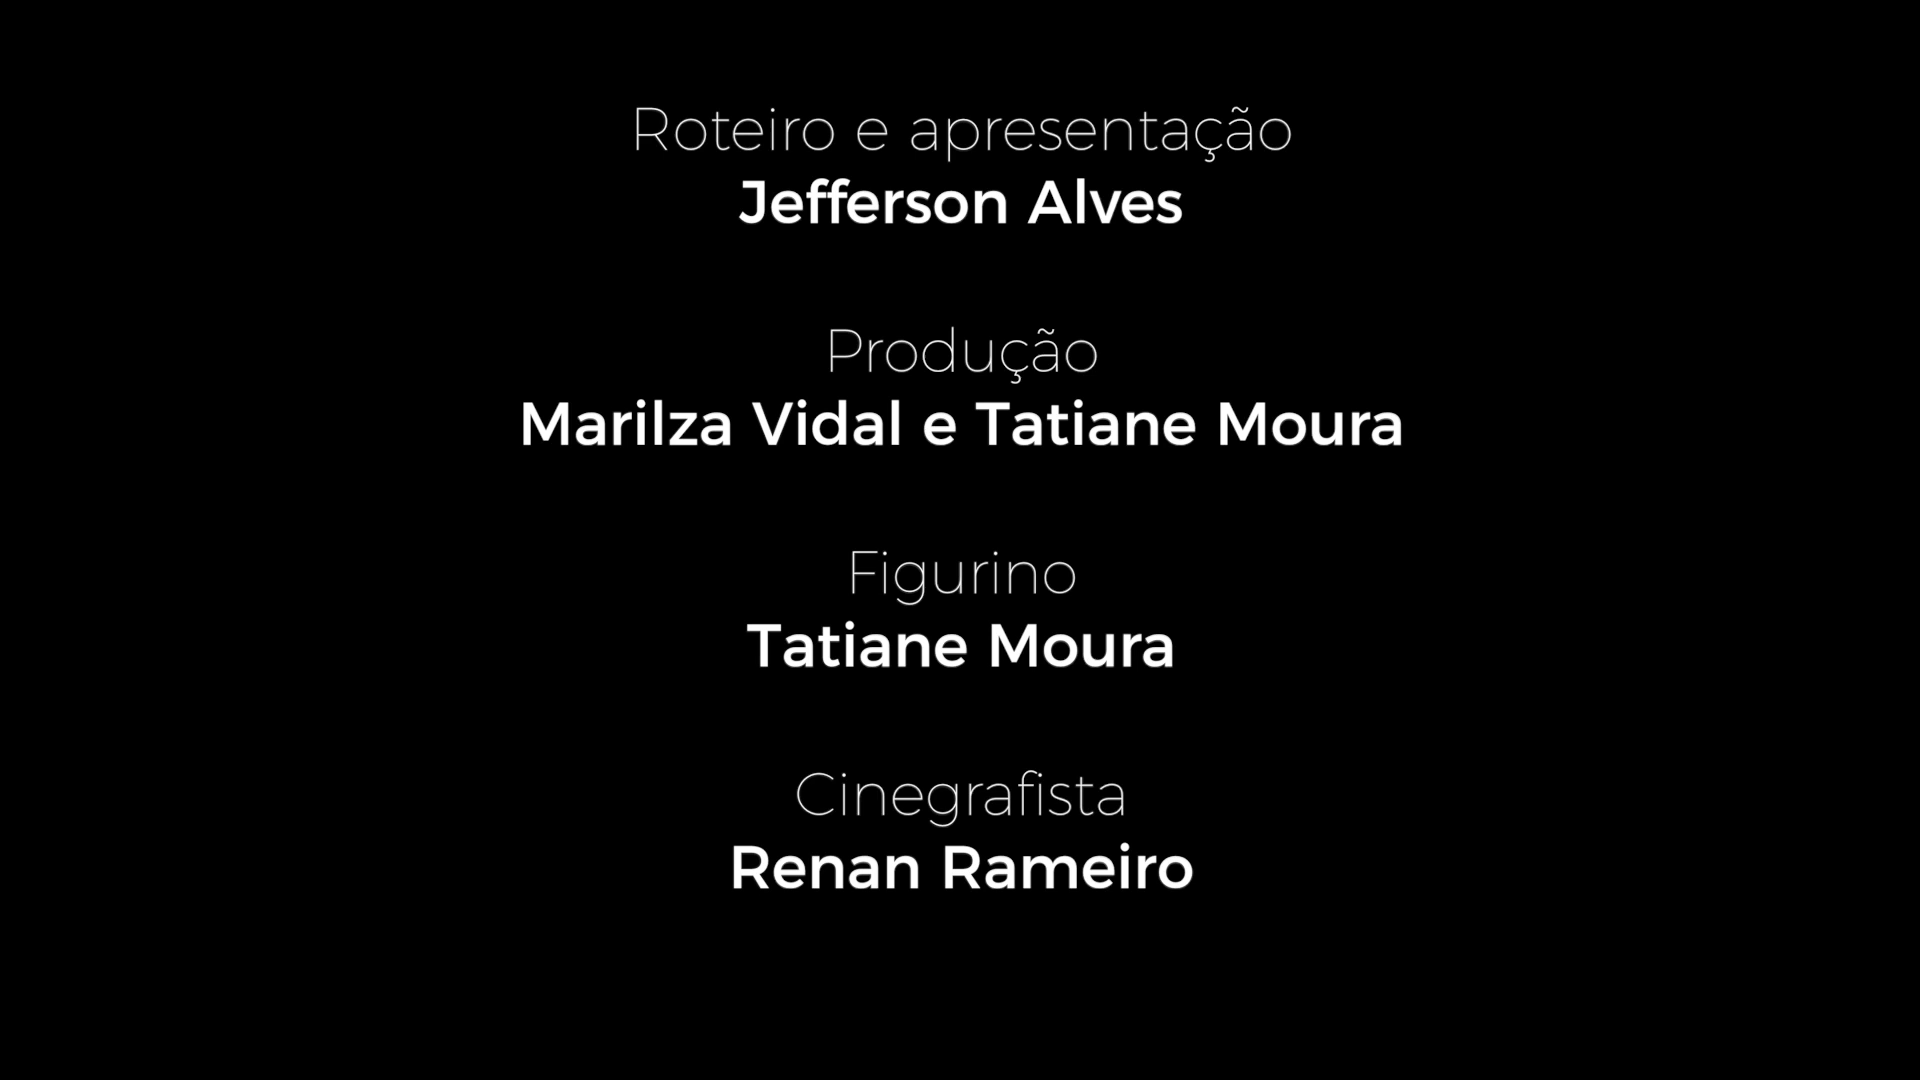 Roteiro e apresentação
Jefferson Alves
Produção
Marilza Vidal e Tatiane Moura
Figurino
Tatiane Moura
Cinegrafista
Renan Rameiro